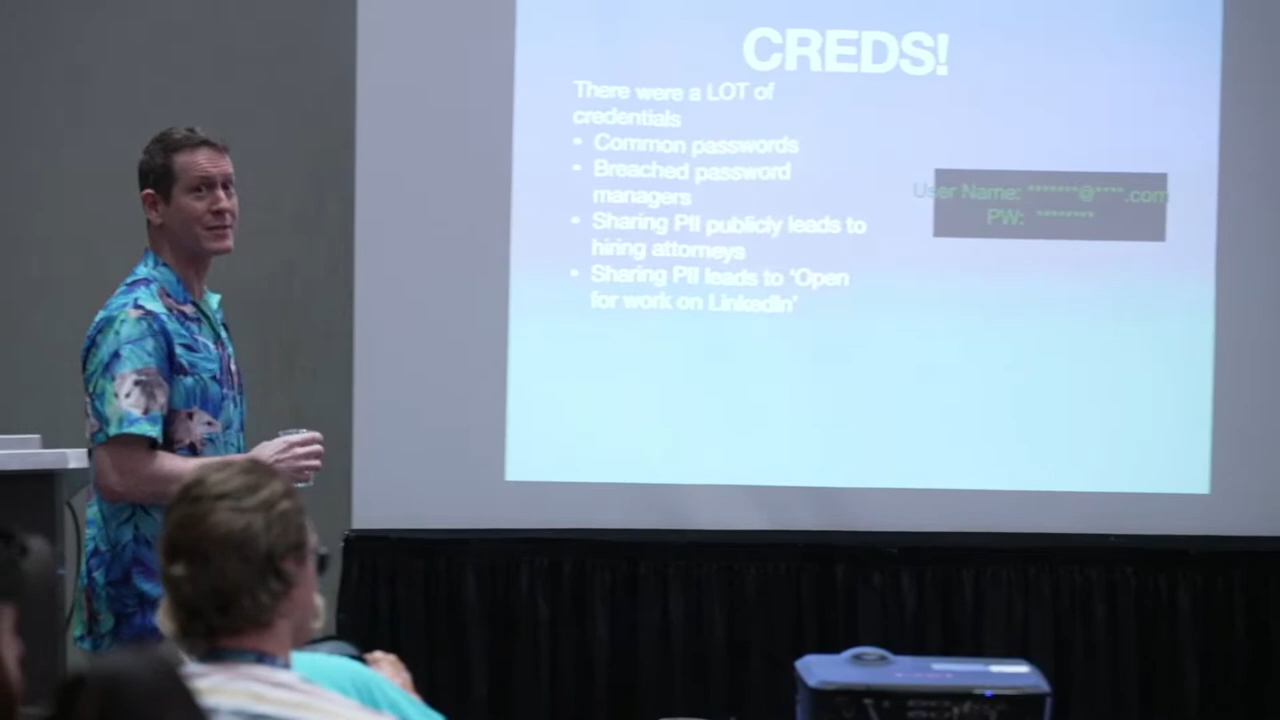 CREDS!
There were a LOT of
credentials
• Common passwords
• Breached password
managers
• Sharing PII publicly leads to
hiring attorneys
• Sharing PII leads to ‘Open
for work on LinkedIn’
User Name: *******@****.com
PW: *******